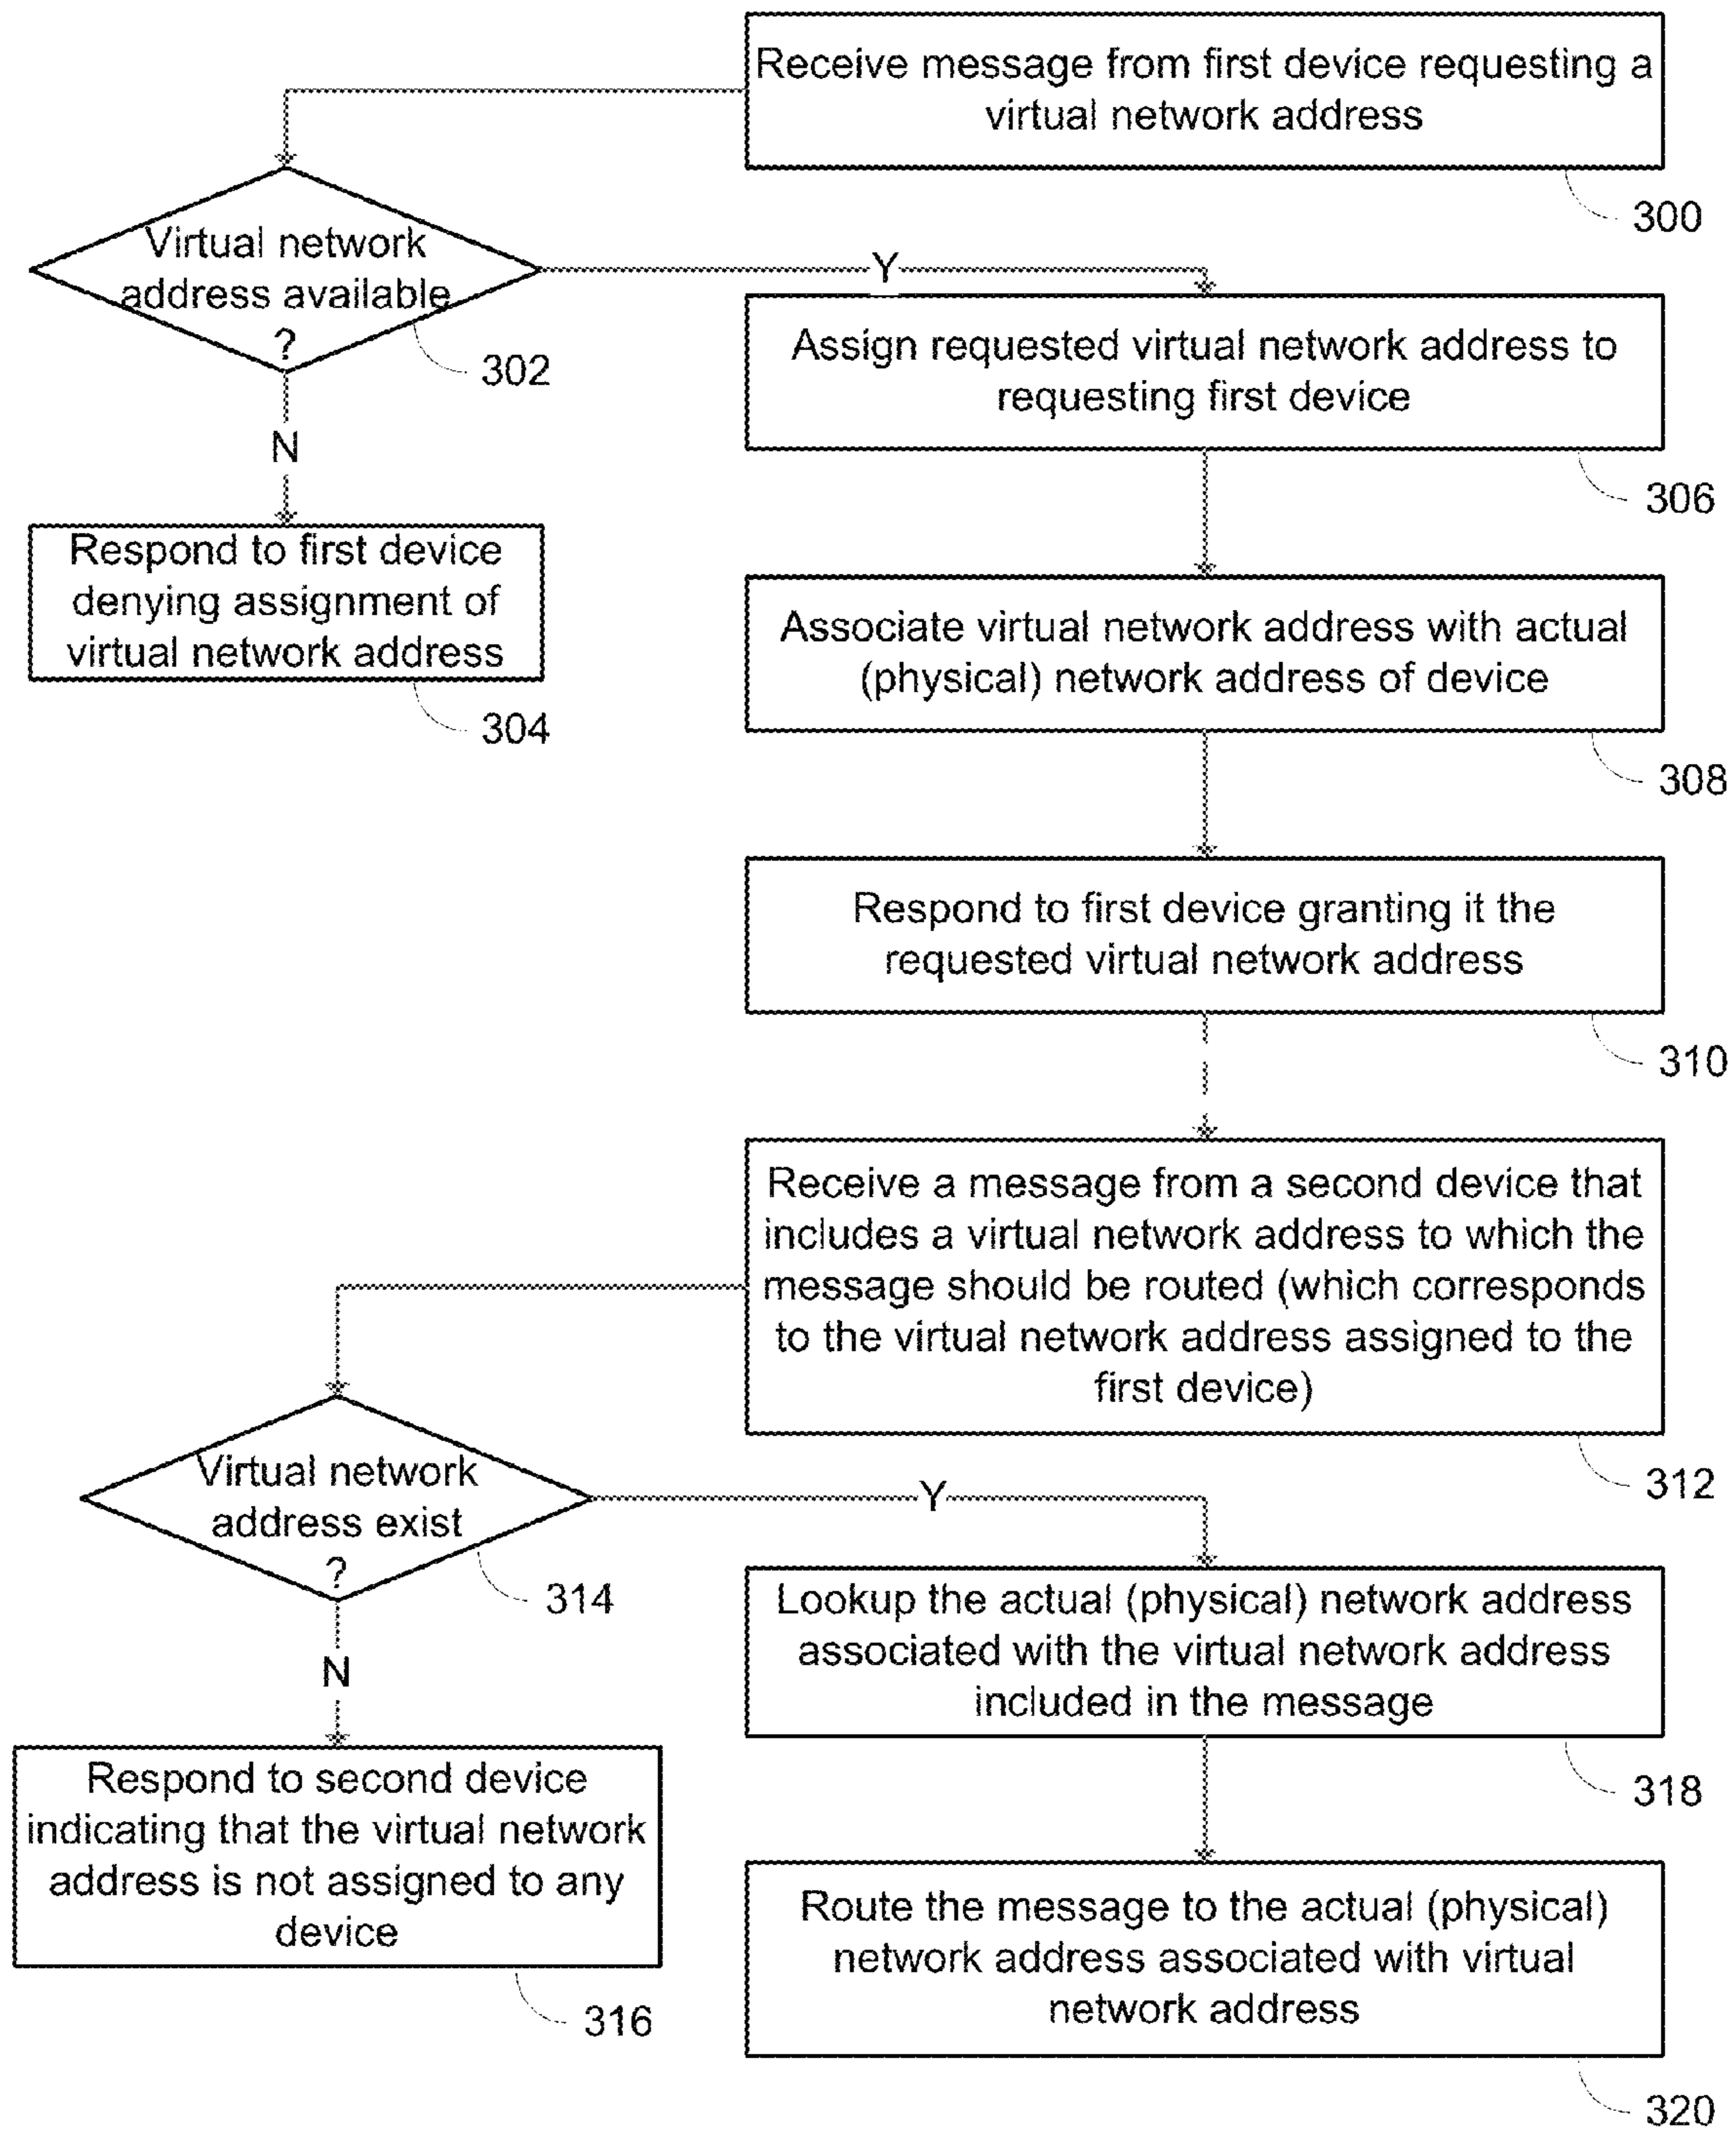 Receive message from first device requesting a
virtual network address
300
Virtual network
address available
?
302
Y
N
Assign requested virtual network address to
requesting first device
306
Respond to first device
denying assignment of
virtual network address
304
Associate virtual network address with actual
(physical) network address of device
308
Respond to first device granting it the
requested virtual network address
310
Receive a message from a second device that
includes a virtual network address to which the
message should be routed (which corresponds
to the virtual network address assigned to the
first device)
312
Virtual network
address exist
?
314
Y
N
Lookup the actual (physical) network address
associated with the virtual network address
included in the message
318
Respond to second device
indicating that the virtual network
address is not assigned to any
device
316
Route the message to the actual (physical)
network address associated with virtual
network address
320